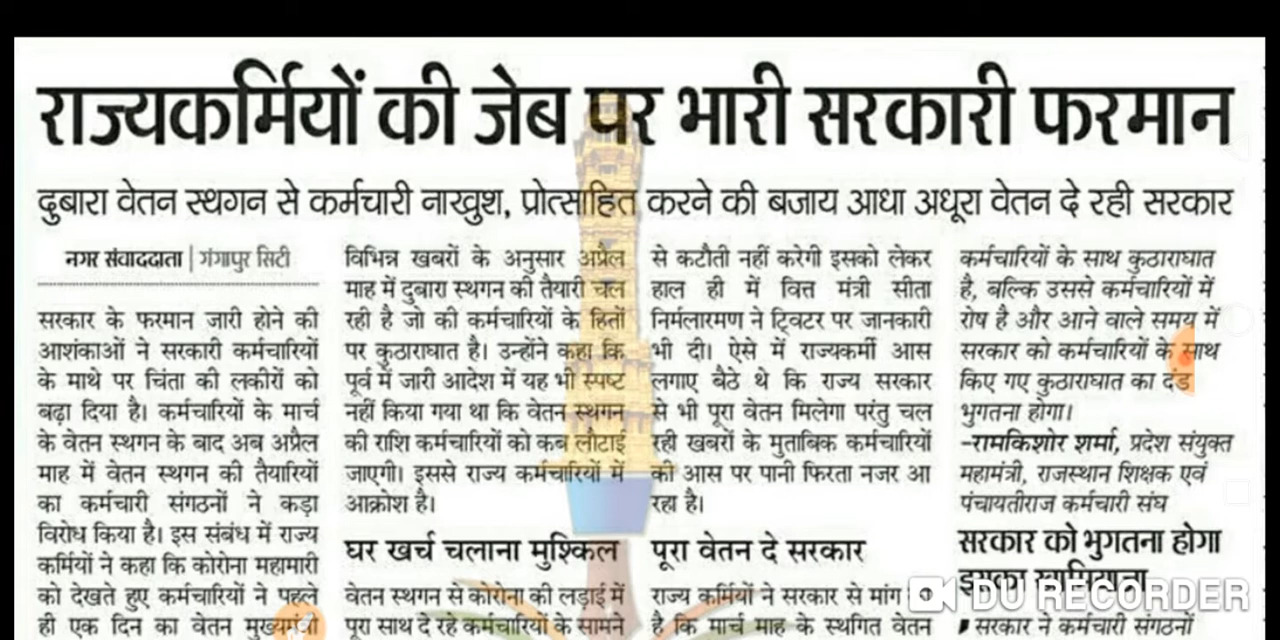 राज्यकर्मियों की जेब पर भारी सरकारी फरमान
दुबारा वेतन स्थगन से कर्मचारी नाखुश, प्रोत्साहित करने की बजाय आधा अधूरा वेतन दे रही सरकार
नगर संवाददाता | गंगापुर सिटी
सरकार के फरमान जारी होने की
आशंकाओं ने सरकारी कर्मचारियों
के माथे पर चिंता की लकीरों को
बढ़ा दिया है। कर्मचारियों के मार्च
के वेतन स्थगन के बाद अब अप्रैल
माह में वेतन स्थगन की तैयारियों
का कर्मचारी संगठनों ने कड़ा
विरोध किया है। इस संबंध में राज्य
कर्मियों ने कहा कि कोरोना महामारी
को देखते हुए कर्मचारियों ने पहले
ही एक दिन का वेतन मुख्यमंत्री
विभिन्न खबरों के अनुसार अप्रैल
माह में दुबारा स्थगन की तैयारी चल
रही है जो की कर्मचारियों के हितों
पर कुठाराघात है। उन्होंने कहा कि
पूर्व में जारी आदेश में यह भी स्पष्ट
नहीं किया गया था कि वेतन स्थगन
की राशि कर्मचारियों को कब लौटाई
जाएगी। इससे राज्य कर्मचारियों में
आक्रोश है।
घर खर्च चलाना मुश्किल
वेतन स्थगन से कोरोना की लड़ाई में
पूरा साथ दे रहे कर्मचारियों के सामने
से कटौती नहीं करेगी इसको लेकर
हाल ही में वित्त मंत्री सीता
निर्मलारमण ने ट्विटर पर जानकारी
भी दी। ऐसे में राज्यकर्मी आस
लगाए बैठे थे कि राज्य सरकार
से भी पूरा वेतन मिलेगा परंतु चल
रही खबरों के मुताबिक कर्मचारियों
की आस पर पानी फिरता नजर आ
रहा है।
पूरा वेतन दे सरकार
राज्य कर्मियों ने सरकार से मांग
है कि मार्च माह के स्थगित वेतन
कर्मचारियों के साथ कुठाराघात
है, बल्कि उससे कर्मचारियों में
रोष है और आने वाले समय में
सरकार को कर्मचारियों के साथ
किए गए कुठाराघात का दंड
भुगतना होगा।
-रामकिशोर शर्मा, प्रदेश संयुक्त
महामंत्री, राजस्थान शिक्षक एवं
पंचायतीराज कर्मचारी संघ
सरकार को भुगतना होगा
इसका खामियाजा
सरकार ने कर्मचारी संगठनों
DU RECORDER